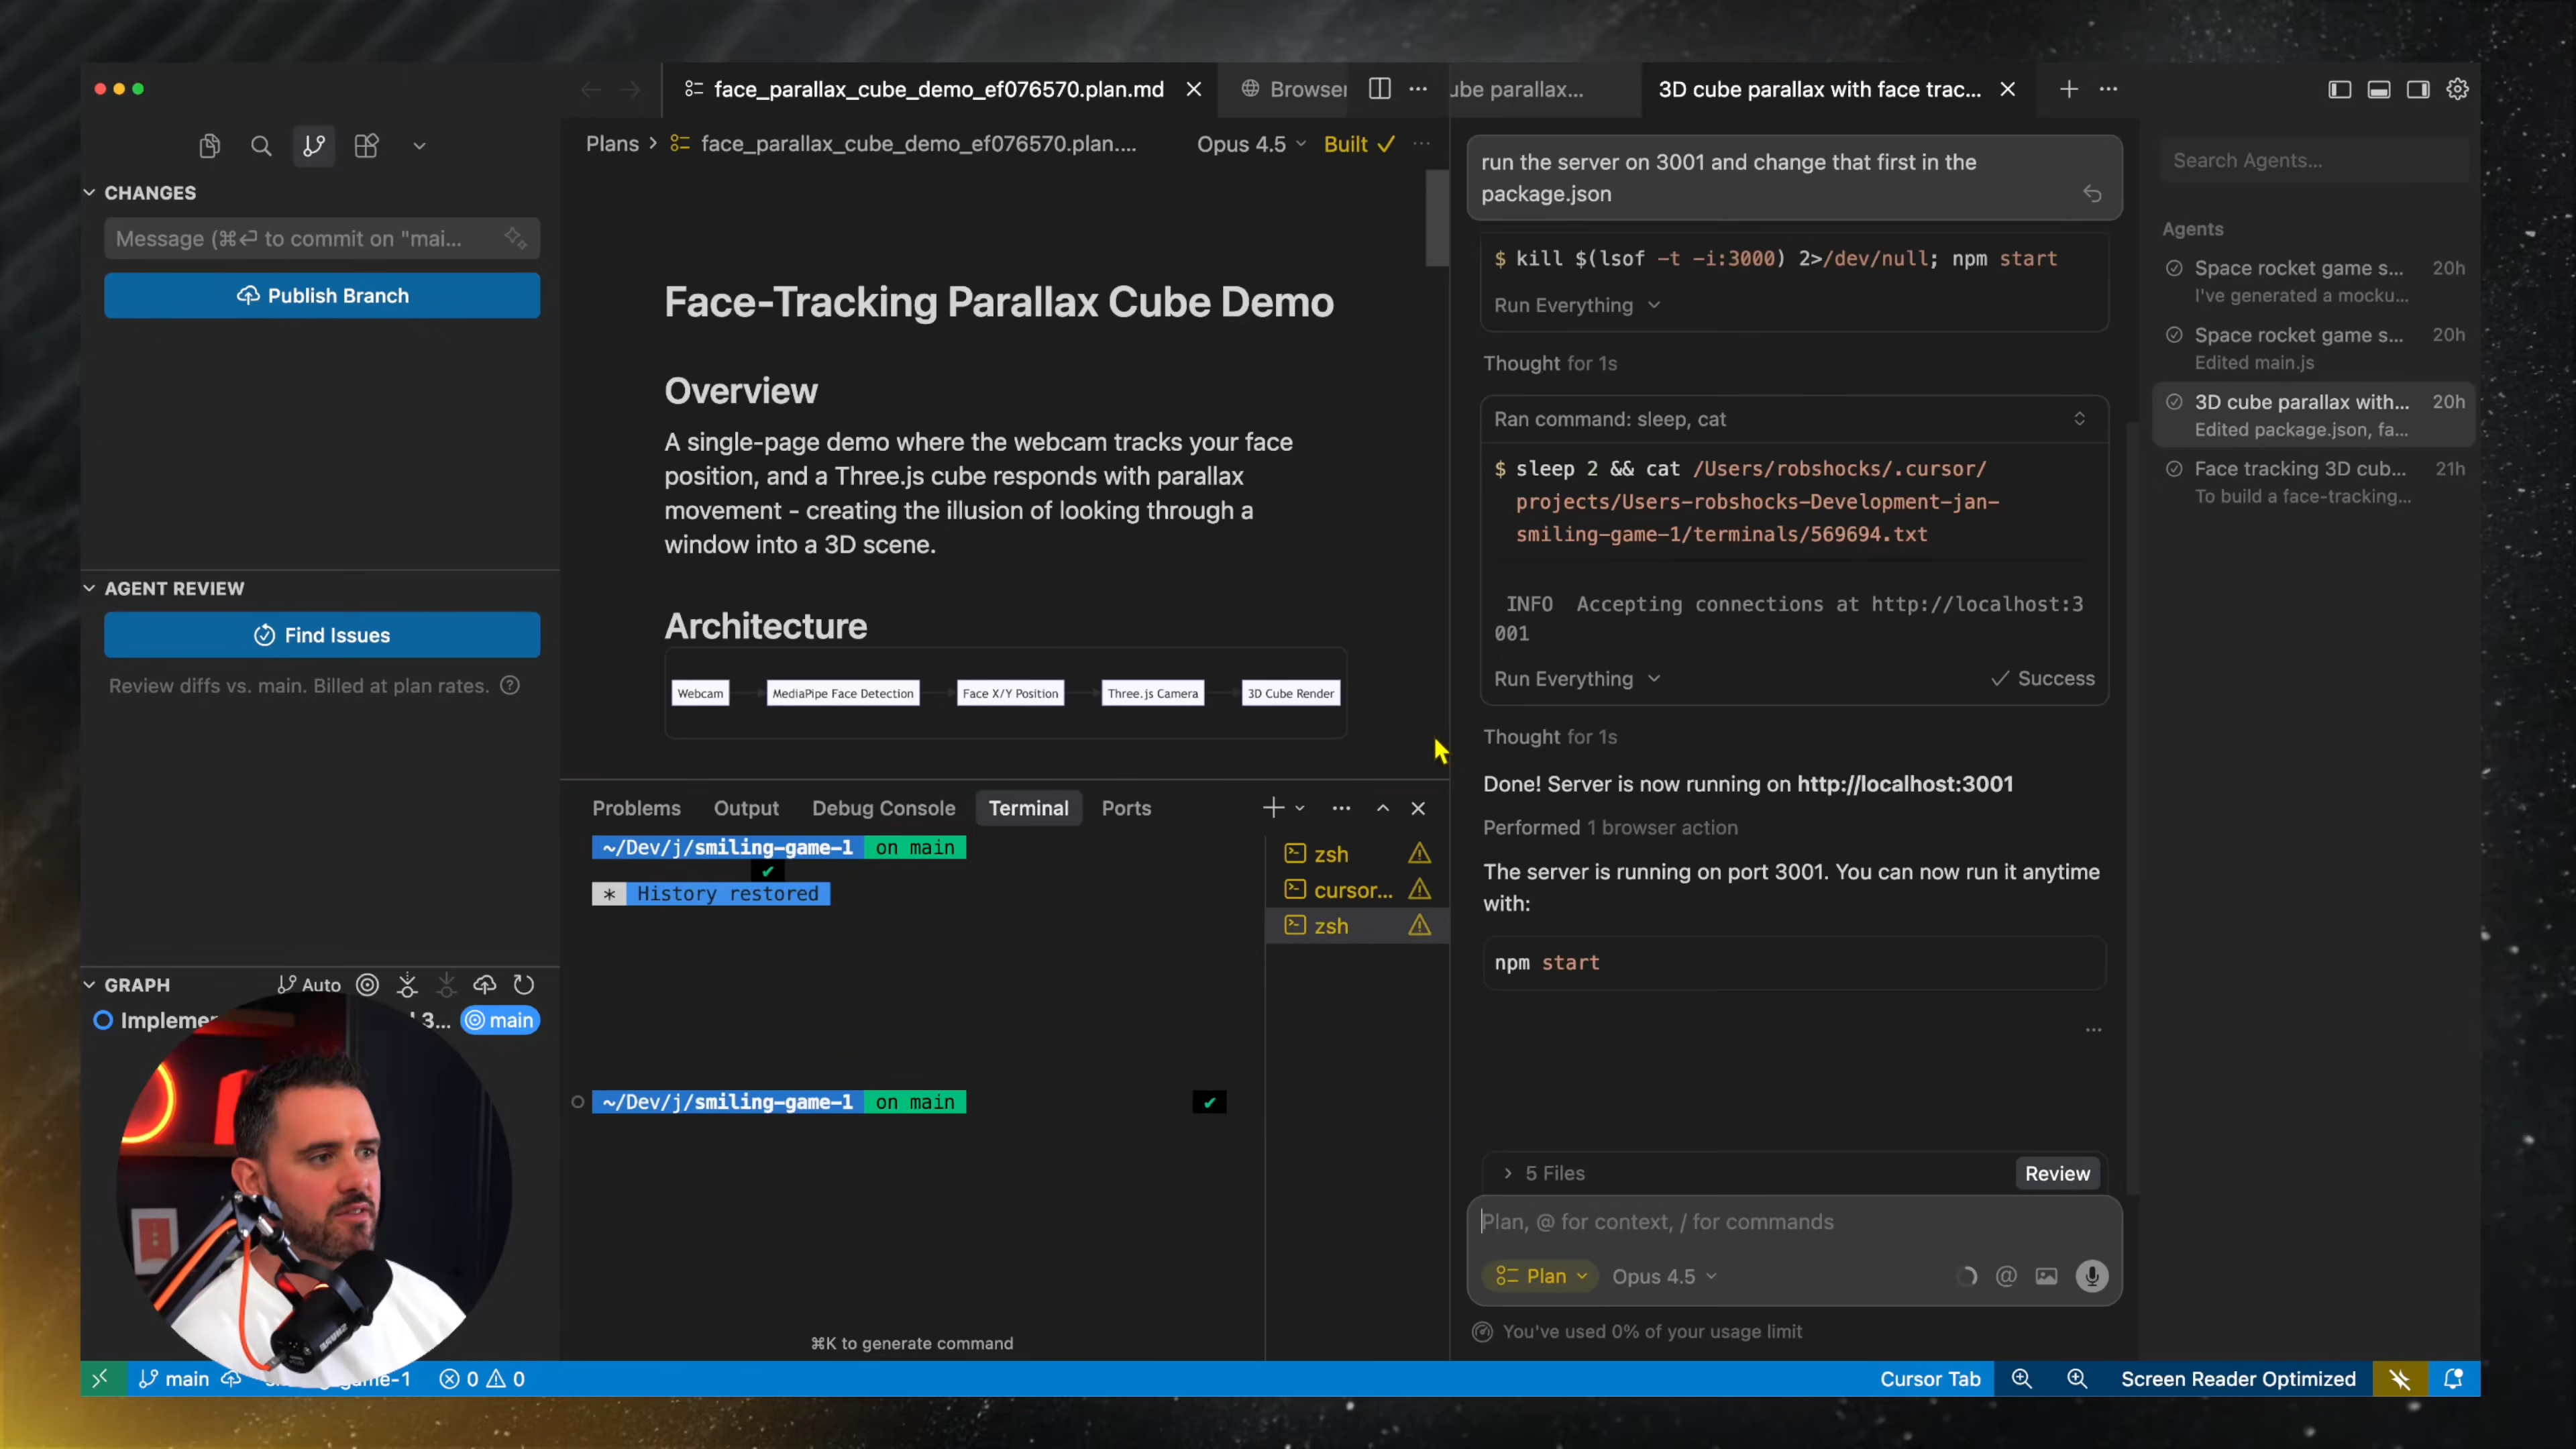 face_parallax_cube_demo_ef076570.plan.md
Browser
ube parallax...
3D cube parallax with face trac...
CHANGES
Message (⌘⏎ to commit on "mai...
Publish Branch
AGENT REVIEW
Find Issues
Review diffs vs. main. Billed at plan rates.
GRAPH
Auto
Implemen
3...
main
Plans > face_parallax_cube_demo_ef076570.plan....
Opus 4.5
Built
Face-Tracking Parallax Cube Demo
Overview
A single-page demo where the webcam tracks your face
position, and a Three.js cube responds with parallax
movement - creating the illusion of looking through a
window into a 3D scene.
Architecture
Webcam
MediaPipe Face Detection
Face X/Y Position
Three.js Camera
3D Cube Render
Problems
Output
Debug Console
Terminal
Ports
~/Dev/j/smiling-game-1 on main
* History restored
~/Dev/j/smiling-game-1 on main
zsh
cursor...
zsh
⌘K to generate command
run the server on 3001 and change that first in the
package.json
$ kill $(lsof -t -i:3000) 2>/dev/null; npm start
Run Everything
Thought for 1s
Ran command: sleep, cat
$ sleep 2 && cat /Users/robshocks/.cursor/
projects/Users-robshocks-Development-jan-
smiling-game-1/terminals/569694.txt
INFO Accepting connections at http://localhost:3
001
Run Everything
Success
Thought for 1s
Done! Server is now running on http://localhost:3001
Performed 1 browser action
The server is running on port 3001. You can now run it anytime
with:
npm start
5 Files
Review
Plan, @ for context, / for commands
Plan
Opus 4.5
You've used 0% of your usage limit
Search Agents...
Agents
Space rocket game s... 20h
I've generated a mocku...
Space rocket game s... 20h
Edited main.js
3D cube parallax with... 20h
Edited package.json, fa...
Face tracking 3D cub... 21h
To build a face-tracking...
main
-1
0 0
Cursor Tab
Screen Reader Optimized